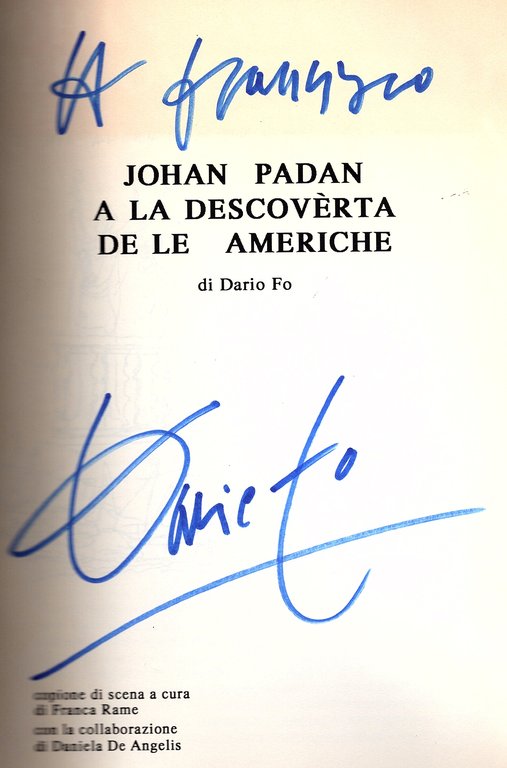 A Francesco
JOHAN PADAN
A LA DESCOVÈRTA
DE LE AMERICHE
di Dario Fo
Dario Fo
copione di scena a cura
di Franca Rame
con la collaborazione
di Daniela De Angelis